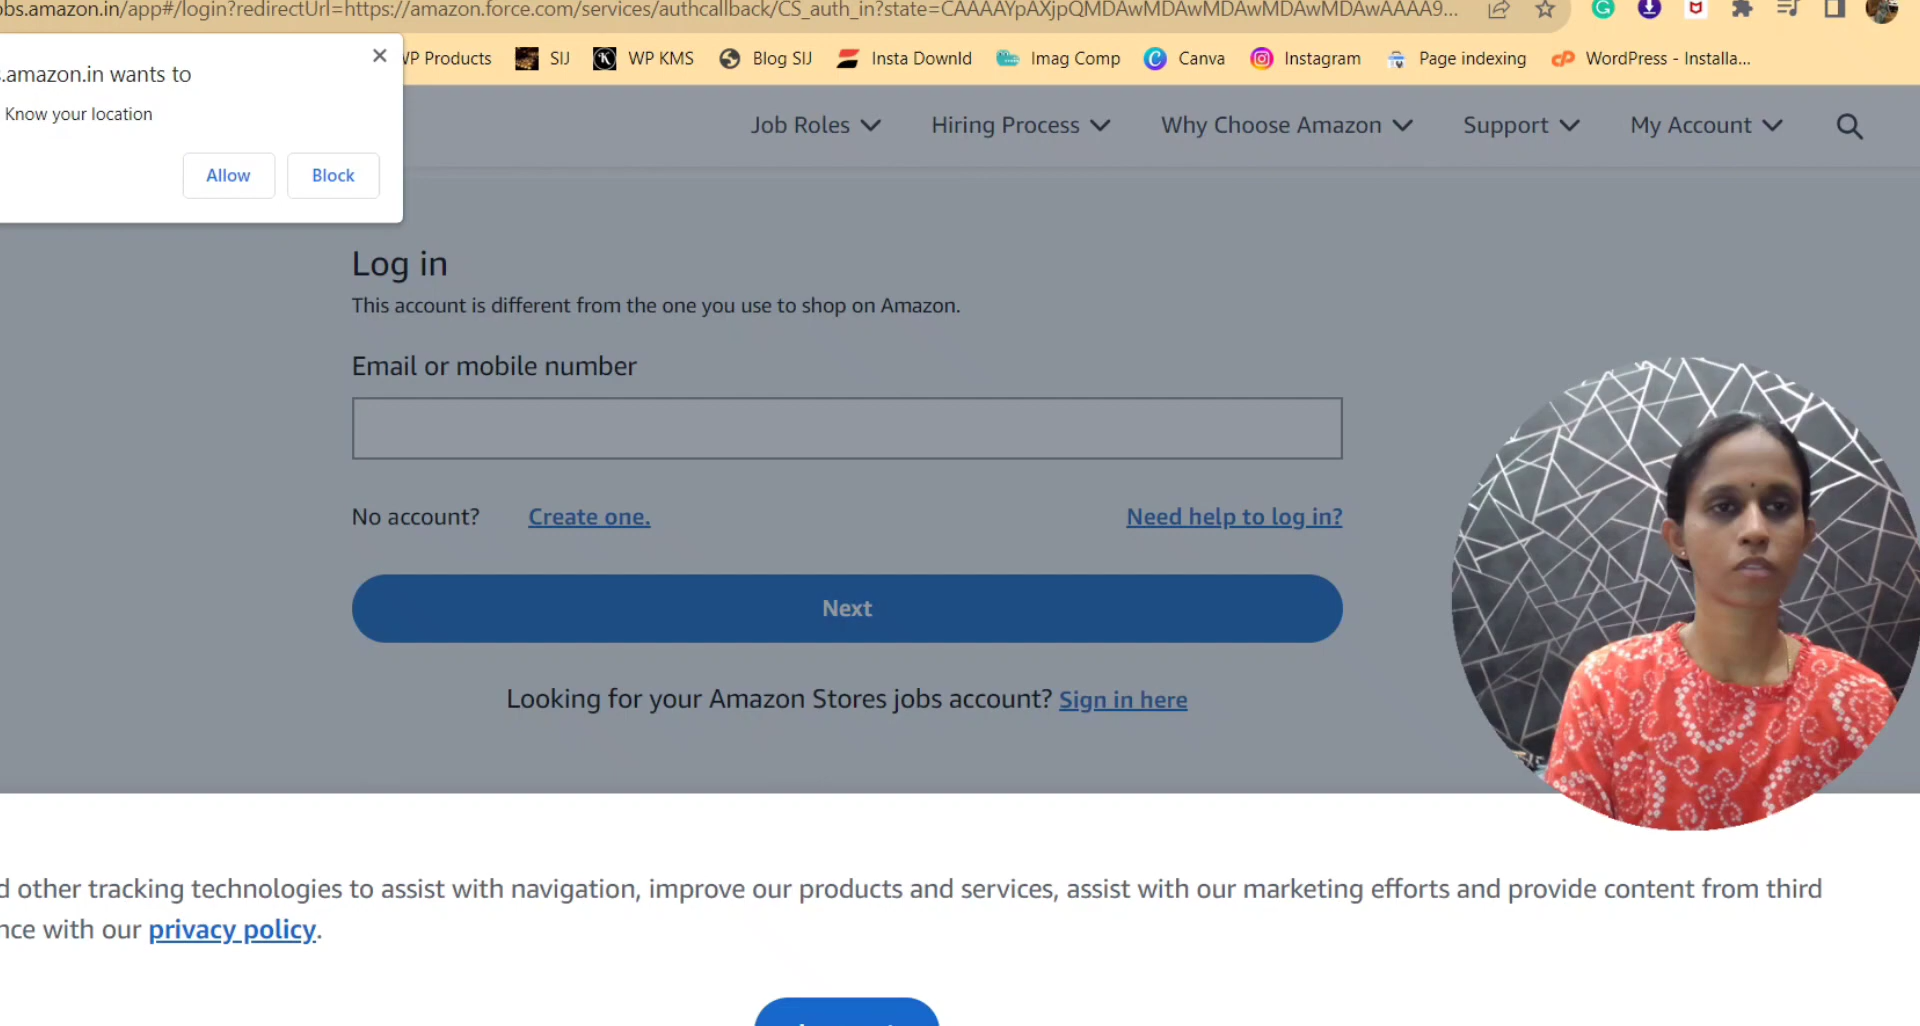 obs.amazon.in/app#/login?redirectUrl=https://amazon.force.com/services/authcallback/CS_auth_in?state=CAAAAYpAXjpQMDAwMDAwMDAwMDAwMDAwAAAA9...
WP Products SIJ WP KMS Blog SIJ Insta Downld Imag Comp Canva Instagram Page indexing WordPress - Installa...
s.amazon.in wants to
Know your location
Allow Block
Job Roles Hiring Process Why Choose Amazon Support My Account
Log in
This account is different from the one you use to shop on Amazon.
Email or mobile number
No account? Create one. Need help to log in?
Next
Looking for your Amazon Stores jobs account? Sign in here
d other tracking technologies to assist with navigation, improve our products and services, assist with our marketing efforts and provide content from third
nce with our privacy policy.